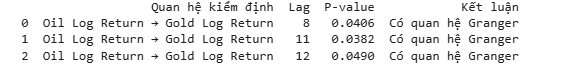 Quan hệ kiểm định Lag P-value Kết luận
0 Oil Log Return → Gold Log Return 8 0.0406 Có quan hệ Granger
1 Oil Log Return → Gold Log Return 11 0.0382 Có quan hệ Granger
2 Oil Log Return → Gold Log Return 12 0.0490 Có quan hệ Granger